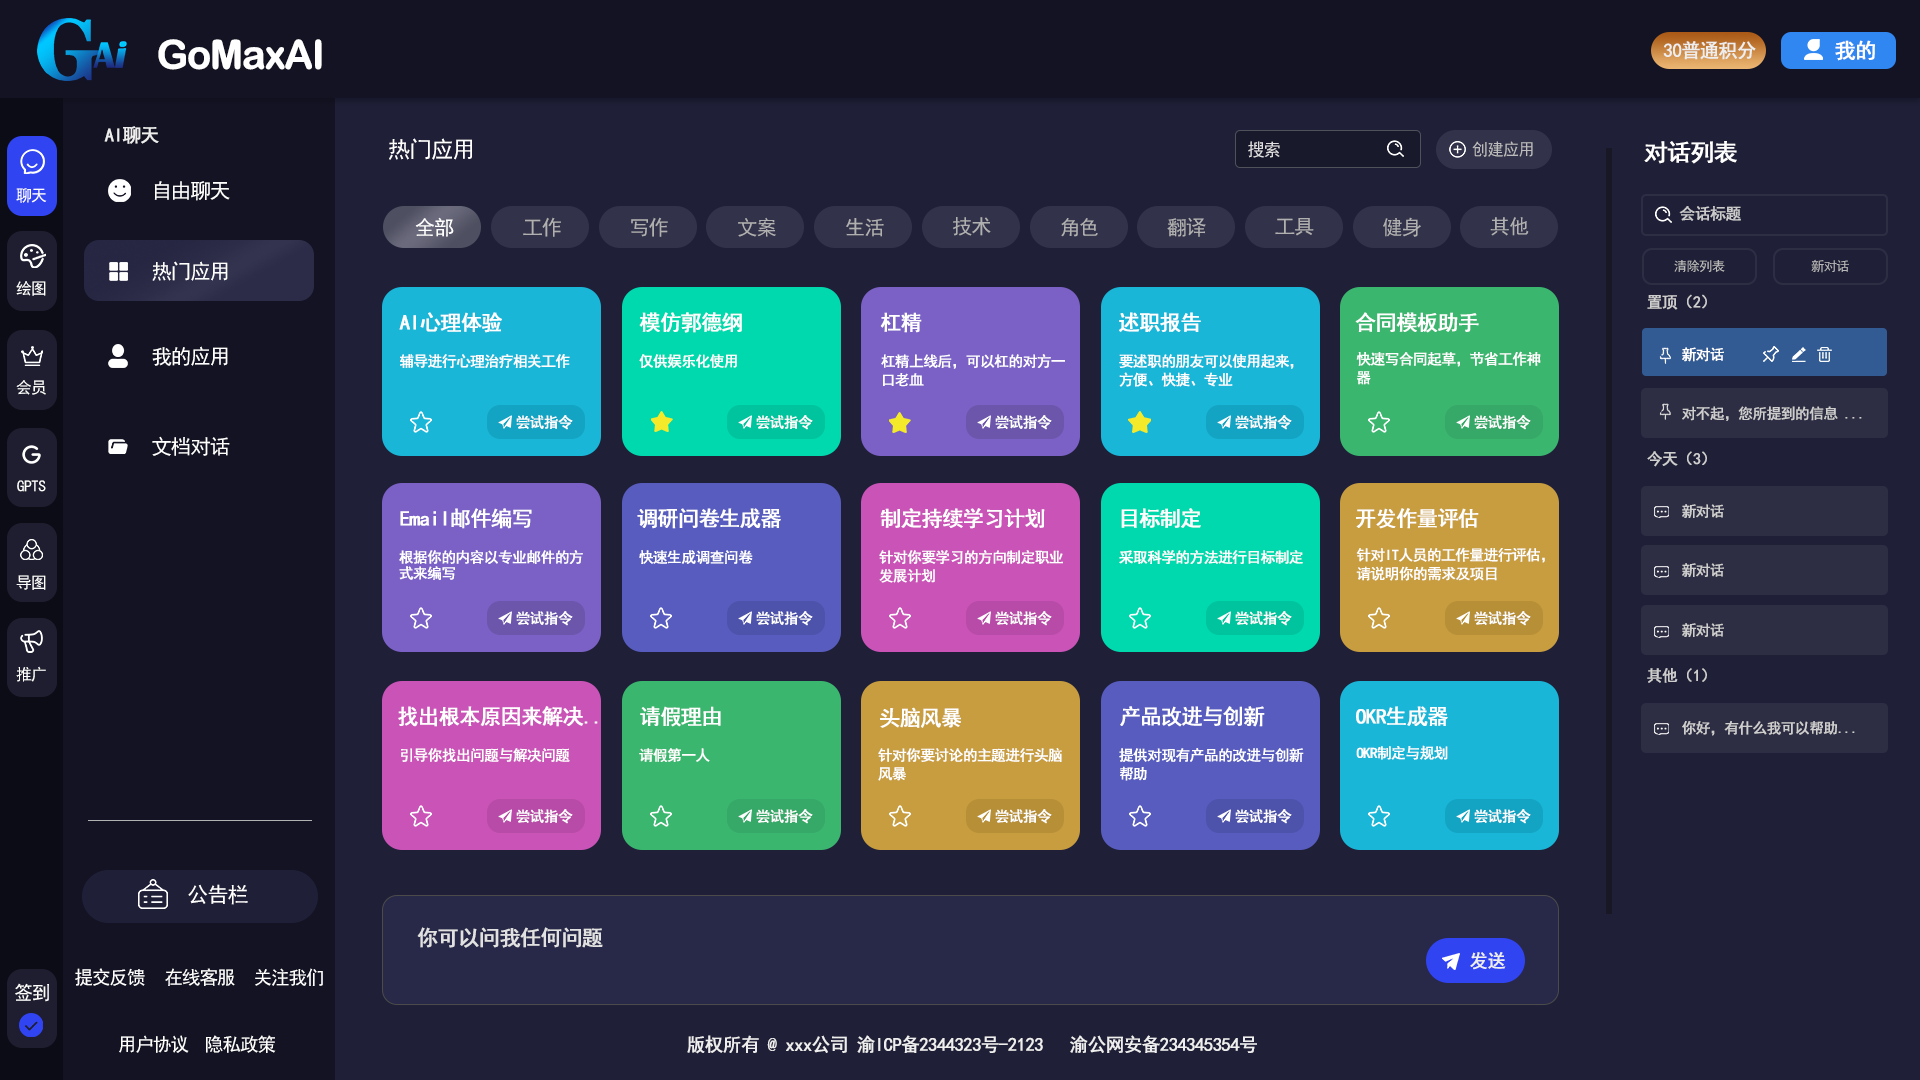 GAi GoMaxAI
30普通积分
我的
聊天
绘图
会员
G
GPTS
导图
推广
签到
AI聊天
自由聊天
热门应用
我的应用
文档对话
公告栏
提交反馈 在线客服 关注我们
用户协议 隐私政策
热门应用
搜索
创建应用
全部 工作 写作 文案 生活 技术 角色 翻译 工具 健身 其他
AI心理体验
辅导进行心理治疗相关工作
尝试指令
模仿郭德纲
仅供娱乐化使用
尝试指令
杠精
杠精上线后，可以杠的对方一
口老血
尝试指令
述职报告
要述职的朋友可以使用起来，
方便、快捷、专业
尝试指令
合同模板助手
快速写合同起草，节省工作神
器
尝试指令
Email邮件编写
根据你的内容以专业邮件的方
式来编写
尝试指令
调研问卷生成器
快速生成调查问卷
尝试指令
制定持续学习计划
针对你要学习的方向制定职业
发展计划
尝试指令
目标制定
采取科学的方法进行目标制定
尝试指令
开发作量评估
针对IT人员的工作量进行评估，
请说明你的需求及项目
尝试指令
找出根本原因来解决..
引导你找出问题与解决问题
尝试指令
请假理由
请假第一人
尝试指令
头脑风暴
针对你要讨论的主题进行头脑
风暴
尝试指令
产品改进与创新
提供对现有产品的改进与创新
帮助
尝试指令
OKR生成器
OKR制定与规划
尝试指令
你可以问我任何问题
发送
版权所有 @ xxx公司 渝ICP备2344323号-2123 渝公网安备234345354号
对话列表
会话标题
清除列表 新对话
置顶（2）
新对话
对不起，您所提到的信息 ...
今天（3）
新对话
新对话
新对话
其他（1）
你好，有什么我可以帮助...